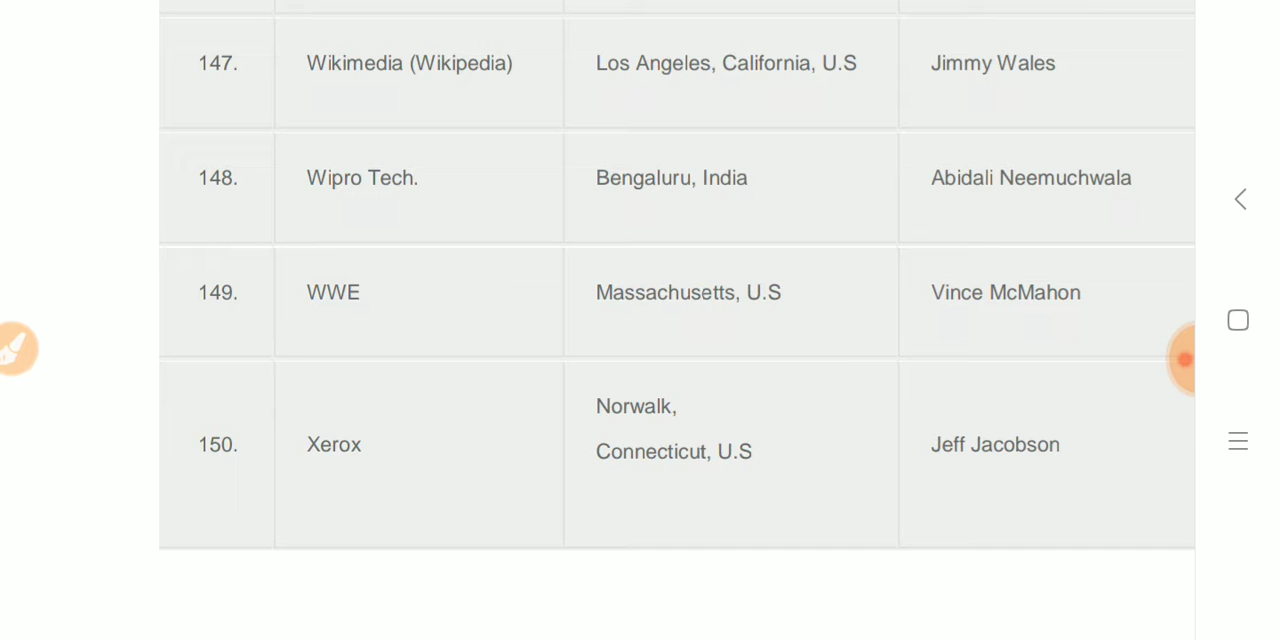 147. Wikimedia (Wikipedia) Los Angeles, California, U.S Jimmy Wales
148. Wipro Tech. Bengaluru, India Abidali Neemuchwala
149. WWE Massachusetts, U.S Vince McMahon
Norwalk,
150. Xerox Connecticut, U.S Jeff Jacobson